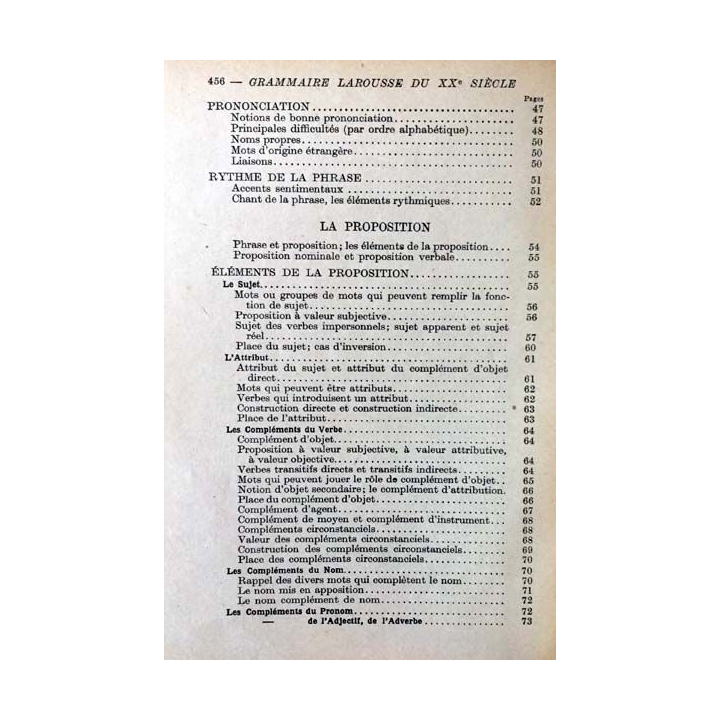 456 — GRAMMAIRE LAROUSSE DU XXe SIÈCLE
Pages
PRONONCIATION........................................ 47
Notions de bonne prononciation...................... 47
Principales difficultés (par ordre alphabétique)........ 48
Noms propres........................................ 50
Mots d'origine étrangère............................. 50
Liaisons............................................. 50
RYTHME DE LA PHRASE ............................. 51
Accents sentimentaux ............................... 51
Chant de la phrase, les éléments rythmiques........... 52
LA PROPOSITION
Phrase et proposition; les éléments de la proposition.... 54
Proposition nominale et proposition verbale........... 55
ÉLÉMENTS DE LA PROPOSITION................... 55
Le Sujet............................................. 55
Mots ou groupes de mots qui peuvent remplir la fonc-
tion de sujet...................................... 56
Proposition à valeur subjective....................... 56
Sujet des verbes impersonnels; sujet apparent et sujet
réel............................................... 57
Place du sujet; cas d'inversion....................... 60
L'Attribut........................................... 61
Attribut du sujet et attribut du complément d'objet
direct............................................. 61
Mots qui peuvent être attributs...................... 62
Verbes qui introduisent un attribut................... 62
Construction directe et construction indirecte......... 63
Place de l'attribut................................... 63
Les Compléments du Verbe........................... 64
Complément d'objet................................. 64
Proposition à valeur subjective, à valeur attributive,
à valeur objective................................. 64
Verbes transitifs directs et transitifs indirects......... 64
Mots qui peuvent jouer le rôle de complément d'objet.. 65
Notion d'objet secondaire; le complément d'attribution. 66
Place du complément d'objet......................... 66
Complément d'agent................................. 67
Complément de moyen et complément d'instrument... 68
Compléments circonstanciels......................... 68
Valeur des compléments circonstanciels............... 68
Construction des compléments circonstanciels......... 69
Place des compléments circonstanciels................ 70
Les Compléments du Nom............................ 70
Rappel des divers mots qui complètent le nom......... 70
Le nom mis en apposition............................ 71
Le nom complément de nom......................... 72
Les Compléments du Pronom......................... 72
— de l'Adjectif, de l'Adverbe ............... 73